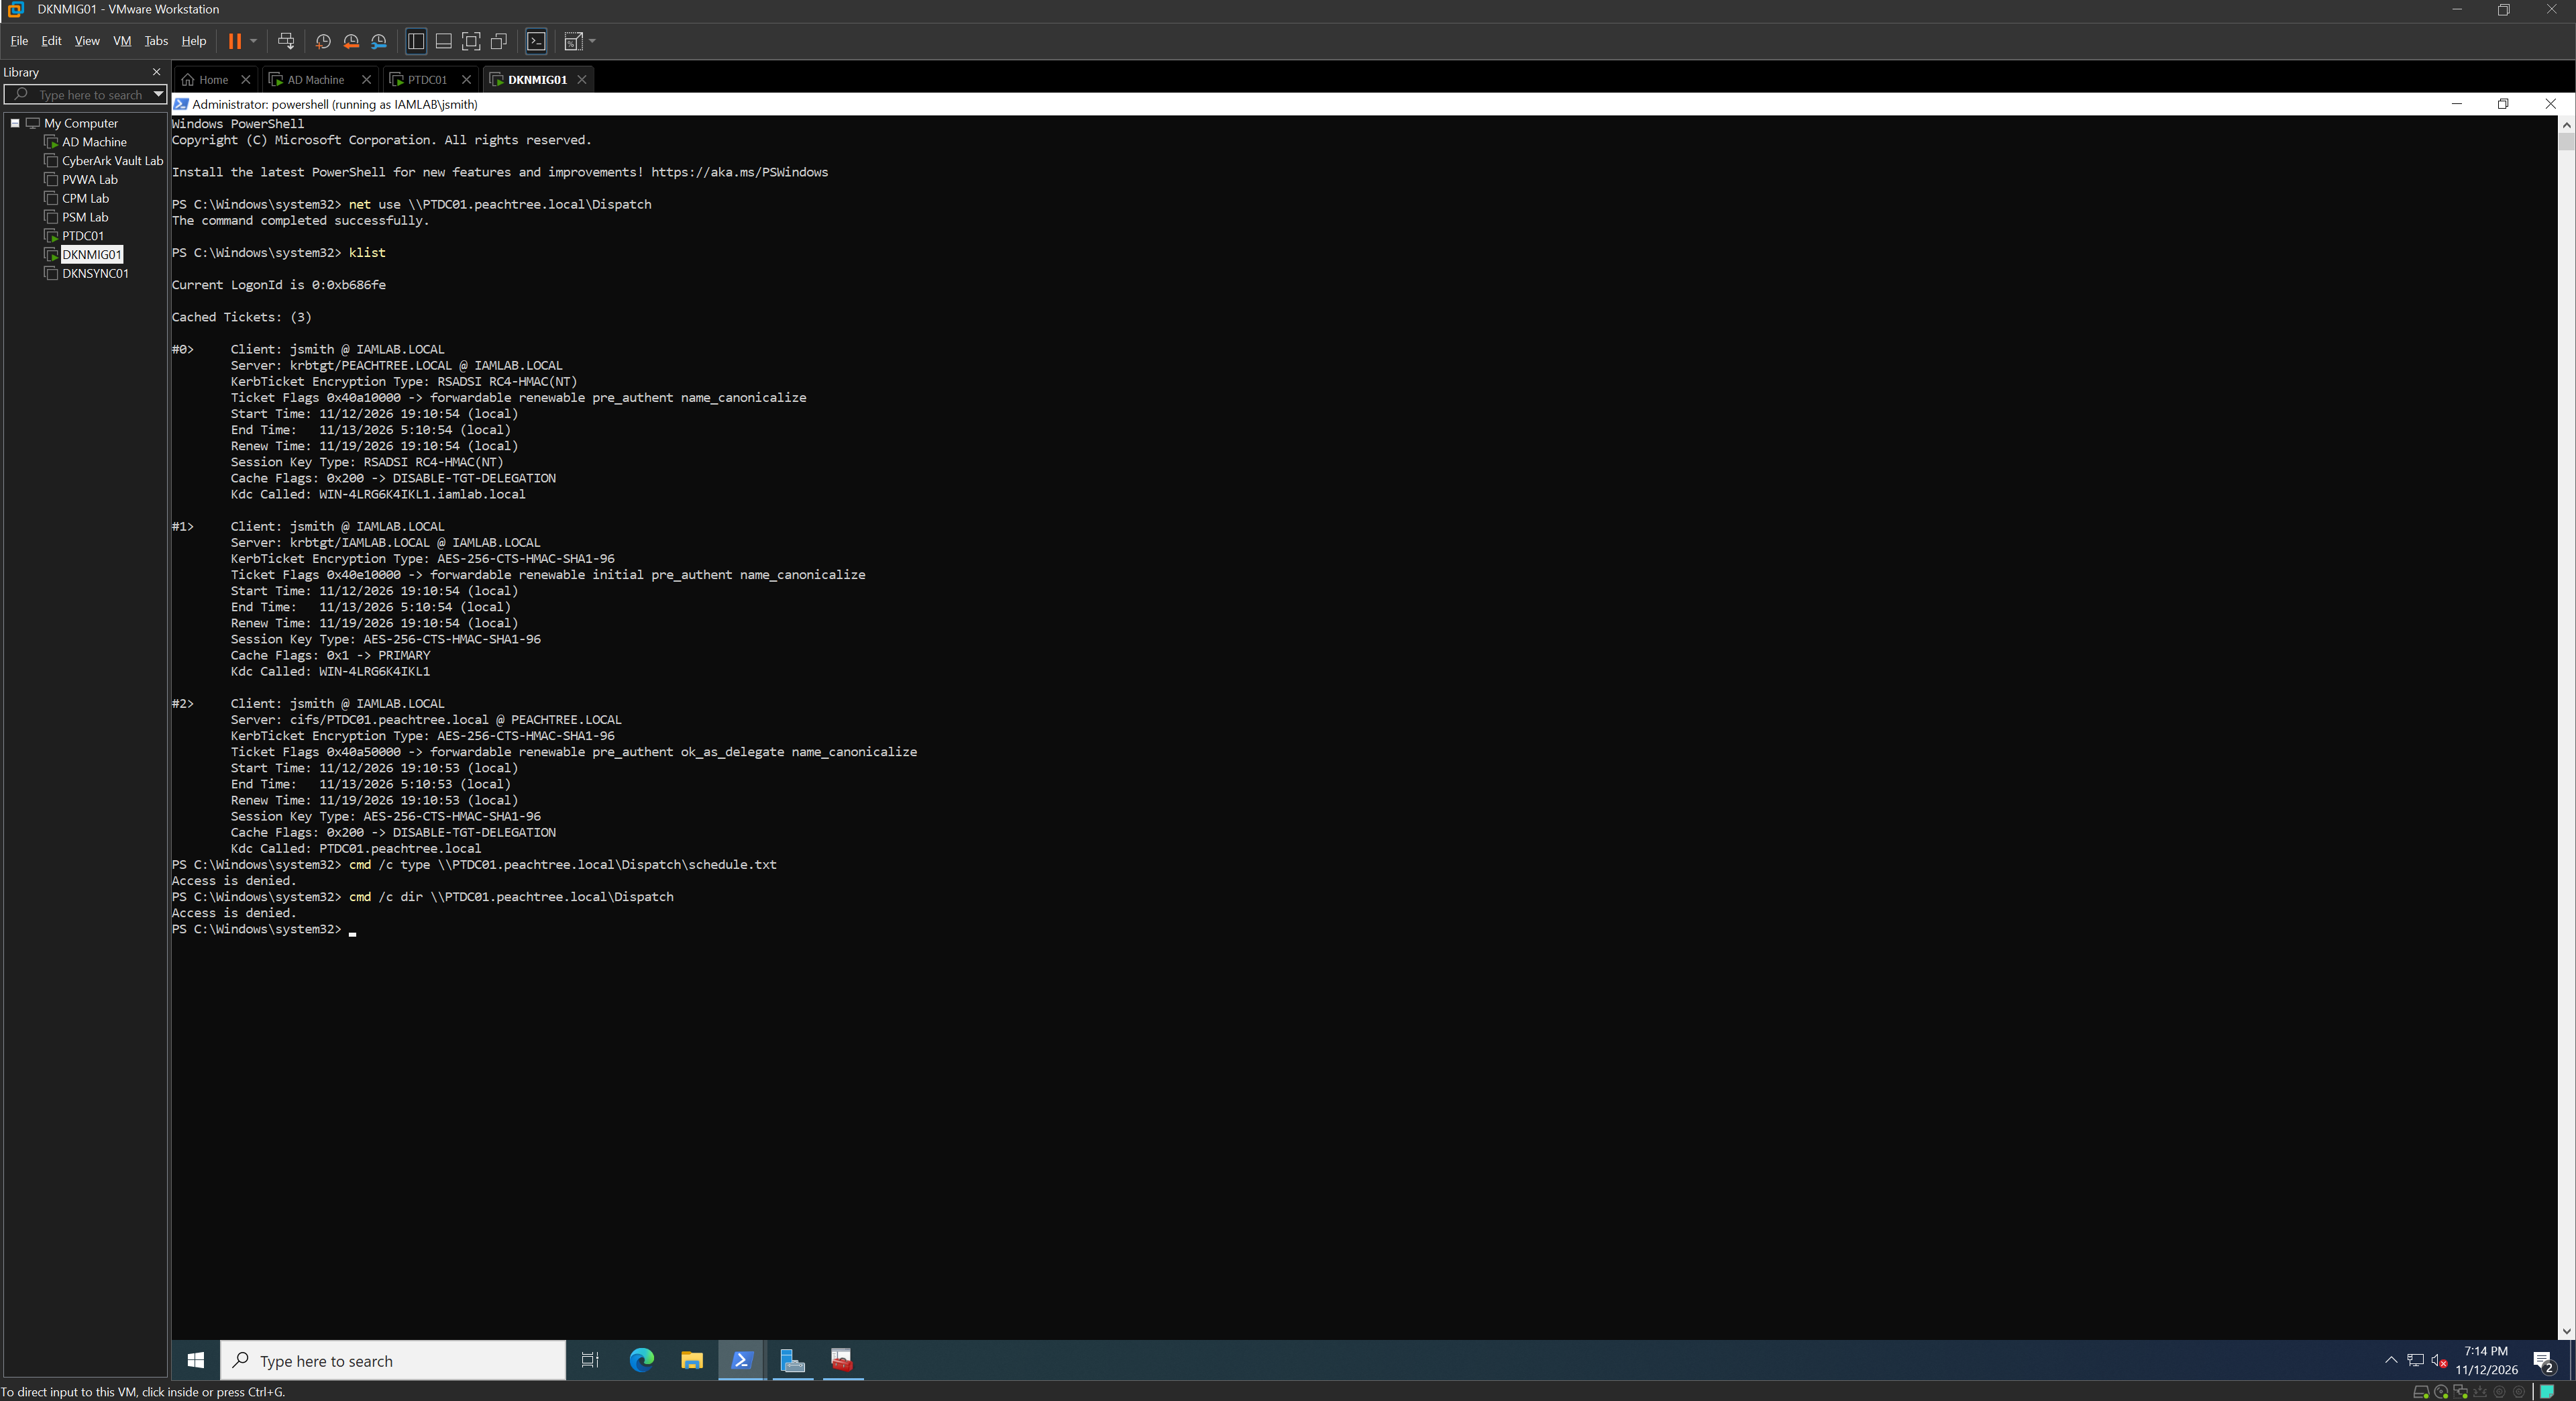 DKNMIG01 - VMware Workstation
File Edit View VM Tabs Help
Library
Type here to search
My Computer
AD Machine
CyberArk Vault Lab
PVWA Lab
CPM Lab
PSM Lab
PTDC01
DKNMIG01
DKNSYNC01
Home AD Machine PTDC01 DKNMIG01
Administrator: powershell (running as IAMLAB\jsmith)
Windows PowerShell
Copyright (C) Microsoft Corporation. All rights reserved.
Install the latest PowerShell for new features and improvements! https://aka.ms/PSWindows
PS C:\Windows\system32> net use \\PTDC01.peachtree.local\Dispatch
The command completed successfully.
PS C:\Windows\system32> klist
Current LogonId is 0:0xb686fe
Cached Tickets: (3)
#0> Client: jsmith @ IAMLAB.LOCAL
Server: krbtgt/PEACHTREE.LOCAL @ IAMLAB.LOCAL
KerbTicket Encryption Type: RSADSI RC4-HMAC(NT)
Ticket Flags 0x40a10000 -> forwardable renewable pre_authent name_canonicalize
Start Time: 11/12/2026 19:10:54 (local)
End Time: 11/13/2026 5:10:54 (local)
Renew Time: 11/19/2026 19:10:54 (local)
Session Key Type: RSADSI RC4-HMAC(NT)
Cache Flags: 0x200 -> DISABLE-TGT-DELEGATION
Kdc Called: WIN-4LRG6K4IKL1.iamlab.local
#1> Client: jsmith @ IAMLAB.LOCAL
Server: krbtgt/IAMLAB.LOCAL @ IAMLAB.LOCAL
KerbTicket Encryption Type: AES-256-CTS-HMAC-SHA1-96
Ticket Flags 0x40e10000 -> forwardable renewable initial pre_authent name_canonicalize
Start Time: 11/12/2026 19:10:54 (local)
End Time: 11/13/2026 5:10:54 (local)
Renew Time: 11/19/2026 19:10:54 (local)
Session Key Type: AES-256-CTS-HMAC-SHA1-96
Cache Flags: 0x1 -> PRIMARY
Kdc Called: WIN-4LRG6K4IKL1
#2> Client: jsmith @ IAMLAB.LOCAL
Server: cifs/PTDC01.peachtree.local @ PEACHTREE.LOCAL
KerbTicket Encryption Type: AES-256-CTS-HMAC-SHA1-96
Ticket Flags 0x40a50000 -> forwardable renewable pre_authent ok_as_delegate name_canonicalize
Start Time: 11/12/2026 19:10:53 (local)
End Time: 11/13/2026 5:10:53 (local)
Renew Time: 11/19/2026 19:10:53 (local)
Session Key Type: AES-256-CTS-HMAC-SHA1-96
Cache Flags: 0x200 -> DISABLE-TGT-DELEGATION
Kdc Called: PTDC01.peachtree.local
PS C:\Windows\system32> cmd /c type \\PTDC01.peachtree.local\Dispatch\schedule.txt
Access is denied.
PS C:\Windows\system32> cmd /c dir \\PTDC01.peachtree.local\Dispatch
Access is denied.
PS C:\Windows\system32>
Type here to search
7:14 PM
11/12/2026
2
To direct input to this VM, click inside or press Ctrl+G.